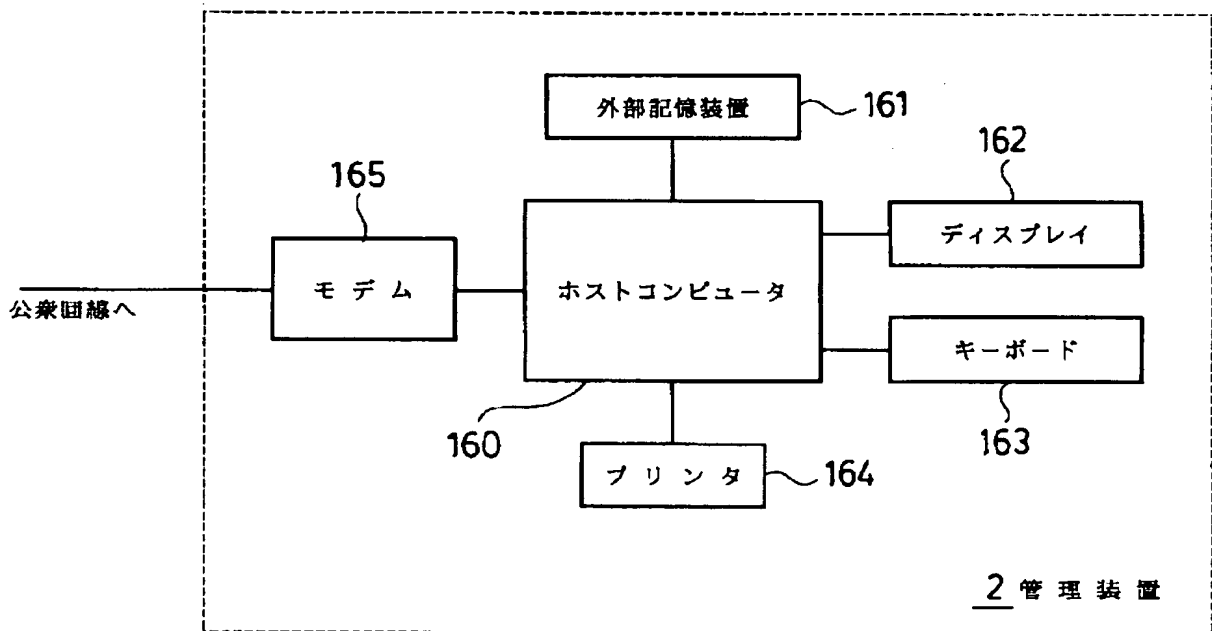 外部記憶装置
161
162
165
ディスプレイ
モデム
ホストコンピュータ
公衆回線へ
キーボード
160
163
プリンタ
164
2 管理装置